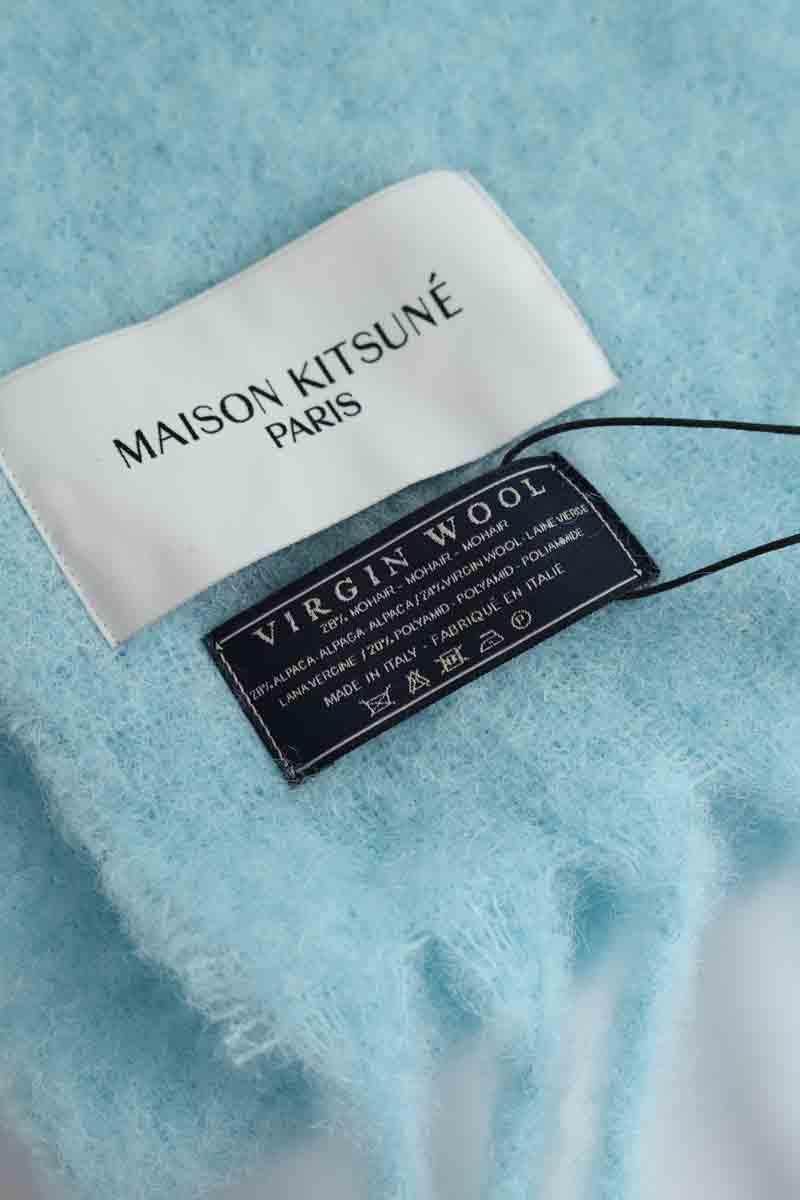 MAISON KITSUNÉ
PARIS
VIRGIN WOOL
28% MOHAIR - MOHAIR - MOHAIR
28% ALPACA - ALPAGA - ALPACA / 24% VIRGIN WOOL - LAINE VIERGE
LANA VERGINE / 20% POLYAMID - POLYAMID - POLIAMMIDE
MADE IN ITALY - FABRIQUÉ EN ITALIE
P